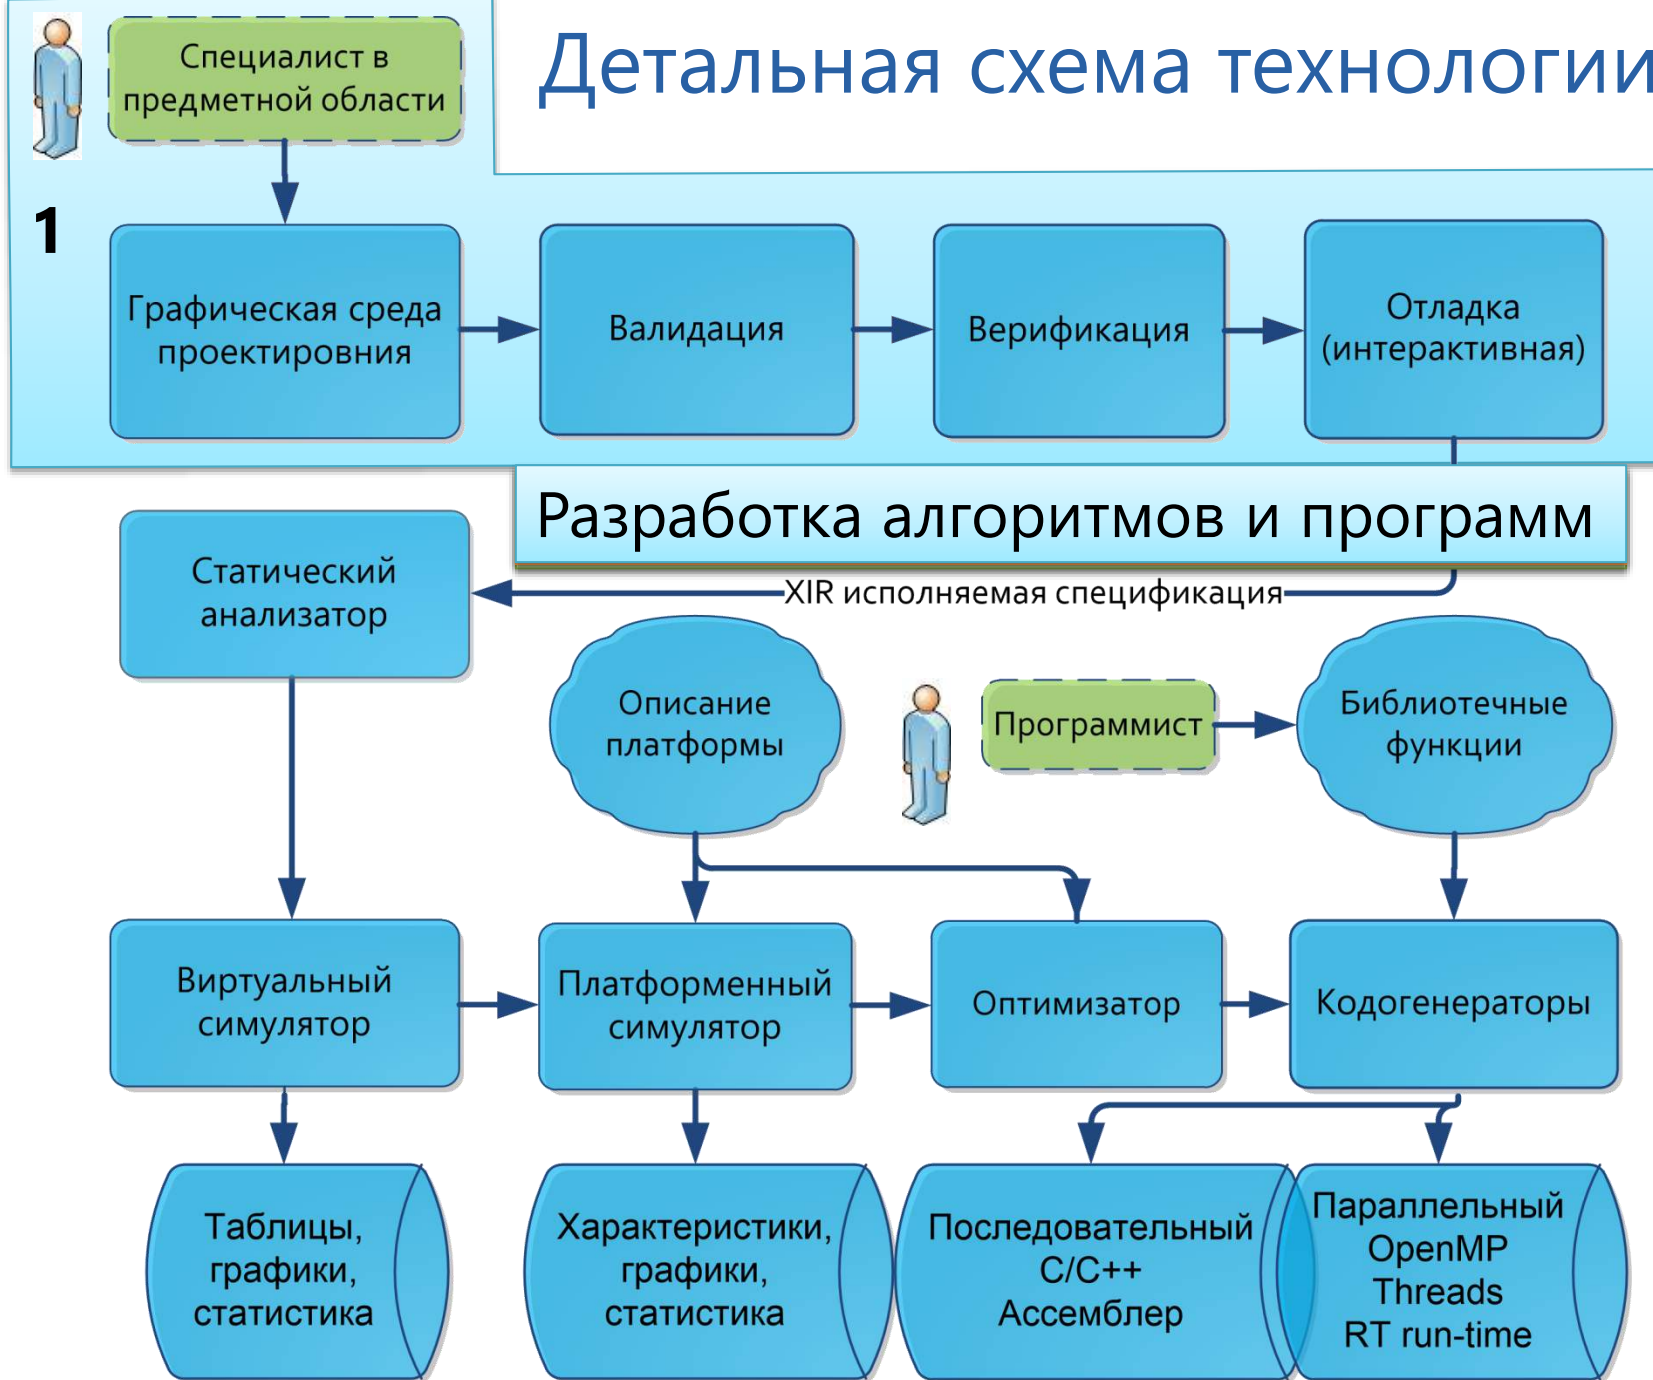 Специалист в
предметной области
Детальная схема технологии
1
Графическая среда
проектировния
Валидация
Верификация
Отладка
(интерактивная)
Разработка алгоритмов и программ
Статический
анализатор
XIR исполняемая спецификация
Описание
платформы
Программист
Библиотечные
функции
Виртуальный
симулятор
Платформенный
симулятор
Оптимизатор
Кодогенераторы
Таблицы,
графики,
статистика
Характеристики,
графики,
статистика
Последовательный
C/C++
Ассемблер
Параллельный
OpenMP
Threads
RT run-time